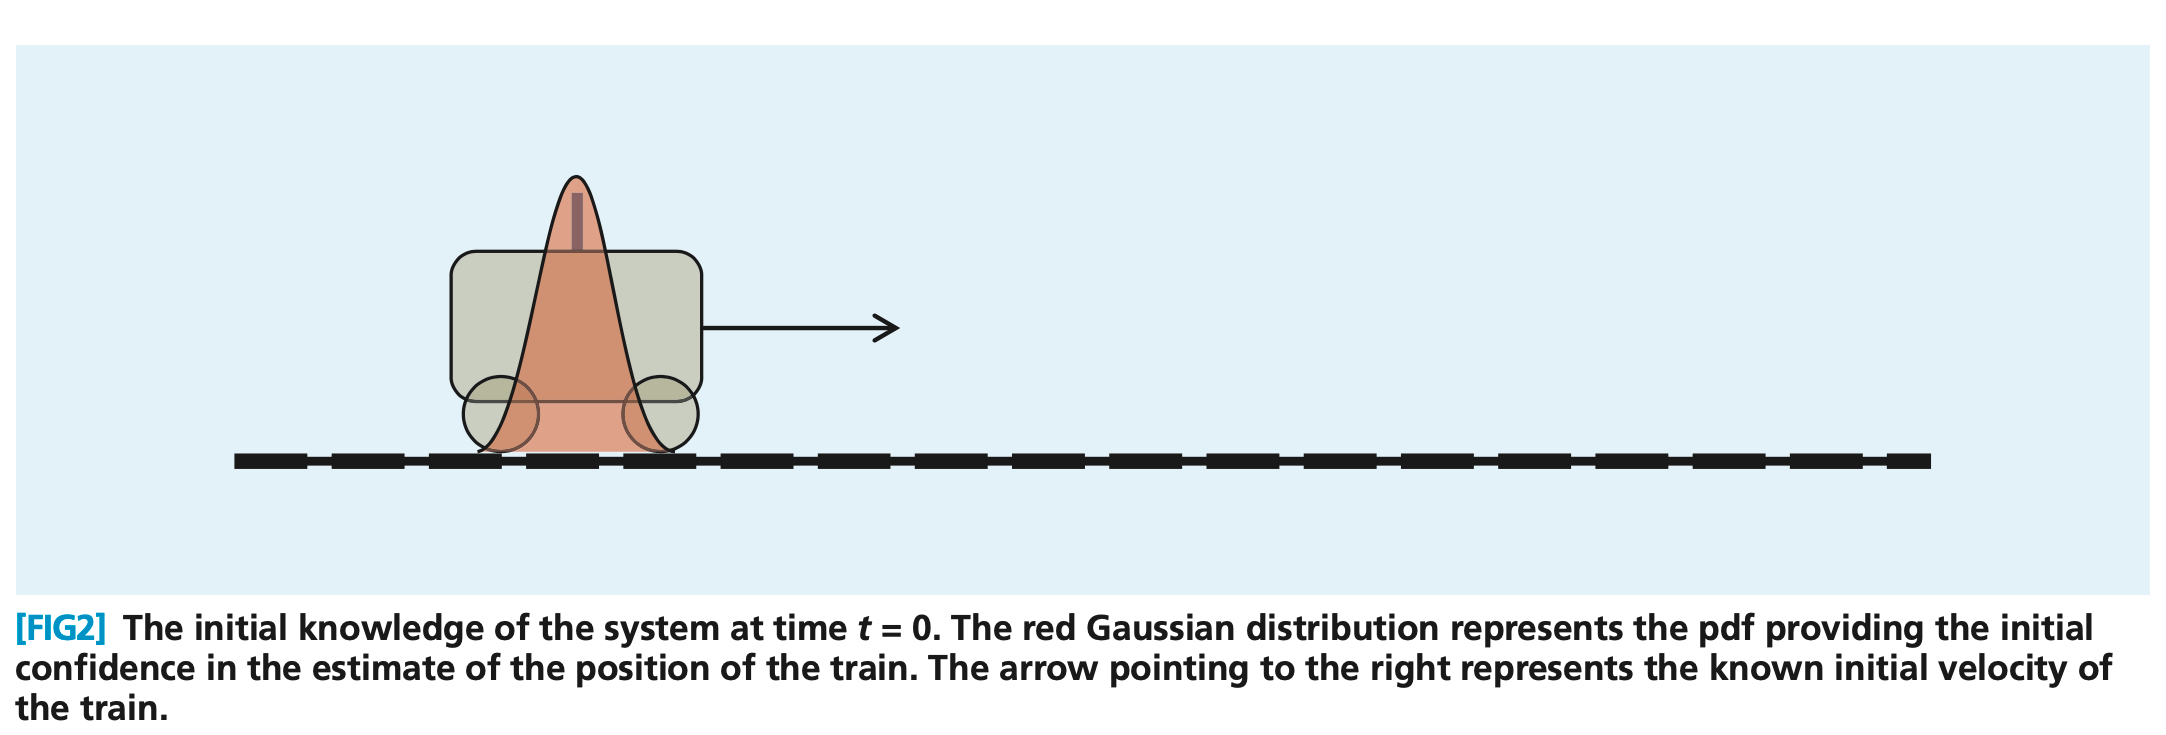 [FIG2] The initial knowledge of the system at time t = 0. The red Gaussian distribution represents the pdf providing the initial
confidence in the estimate of the position of the train. The arrow pointing to the right represents the known initial velocity of
the train.